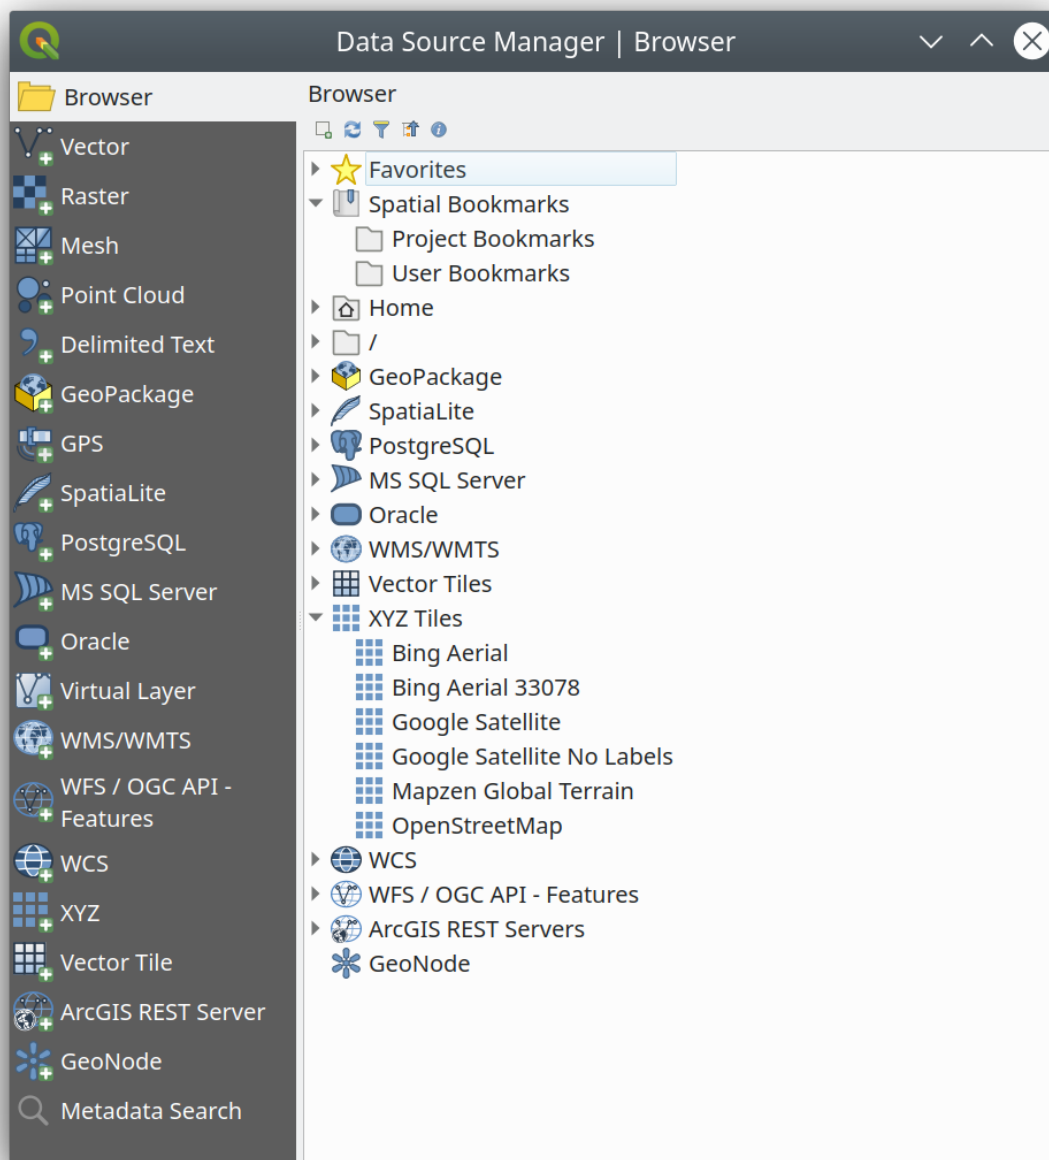 Data Source Manager | Browser
Browser
Vector
Raster
Mesh
Point Cloud
Delimited Text
GeoPackage
GPS
SpatiaLite
PostgreSQL
MS SQL Server
Oracle
Virtual Layer
WMS/WMTS
WFS / OGC API -
Features
WCS
XYZ
Vector Tile
ArcGIS REST Server
GeoNode
Metadata Search
Browser
Favorites
Spatial Bookmarks
Project Bookmarks
User Bookmarks
Home
/
GeoPackage
SpatiaLite
PostgreSQL
MS SQL Server
Oracle
WMS/WMTS
Vector Tiles
XYZ Tiles
Bing Aerial
Bing Aerial 33078
Google Satellite
Google Satellite No Labels
Mapzen Global Terrain
OpenStreetMap
WCS
WFS / OGC API - Features
ArcGIS REST Servers
GeoNode